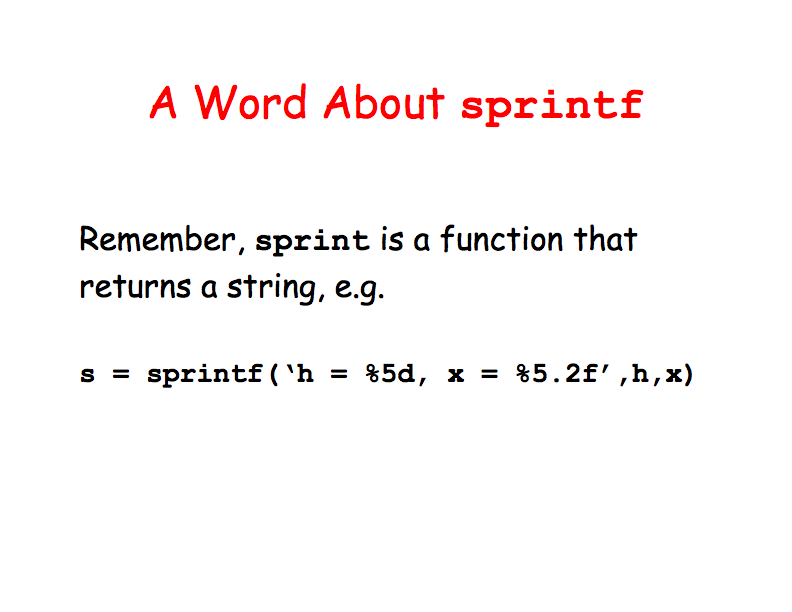 A Word About sprintf
Remember, sprint is a function that
returns a string, e.g.
s = sprintf(‘h = %5d, x = %5.2f’,h,x)